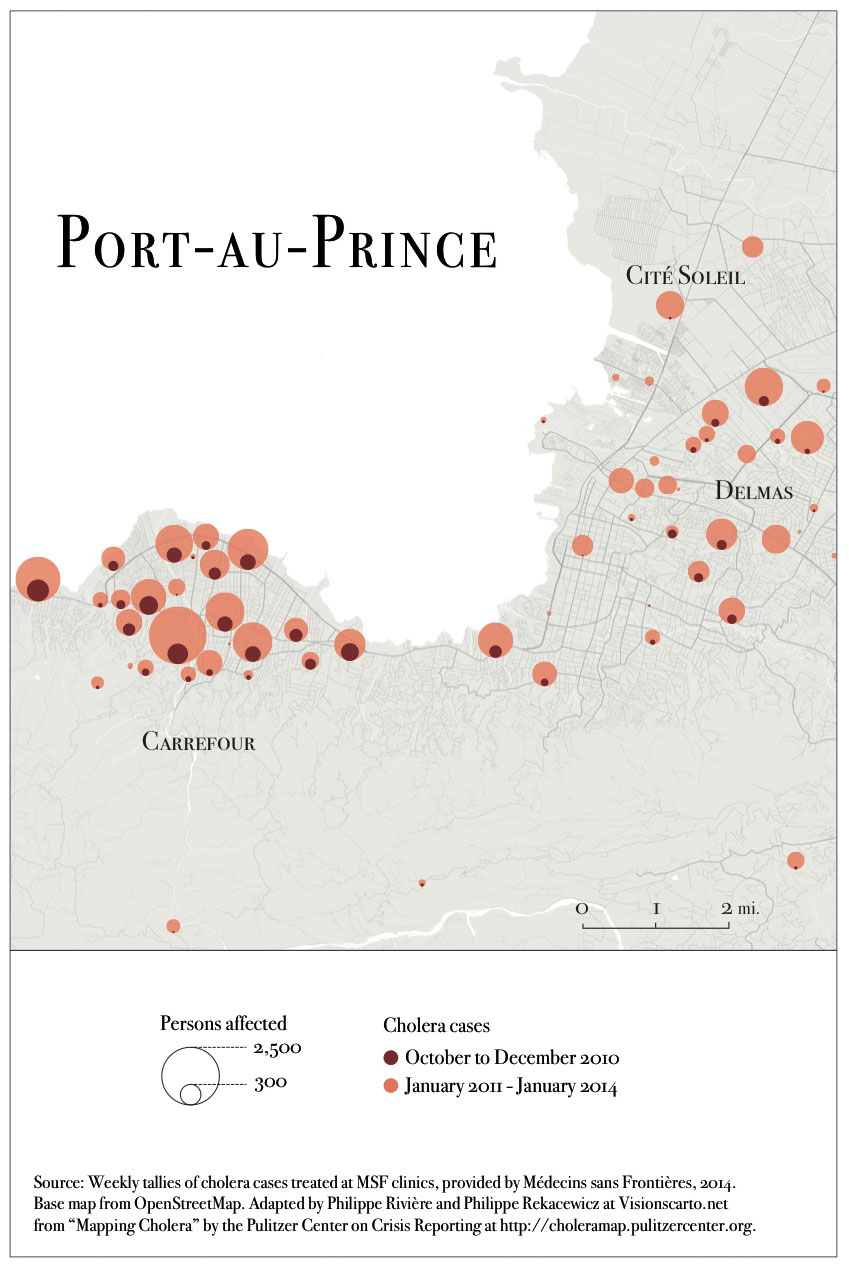 Port-au-Prince
Cité Soleil
Delmas
Carrefour
0 1 2 mi.
Persons affected
2,500
300
Cholera cases
October to December 2010
January 2011 - January 2014
Source: Weekly tallies of cholera cases treated at MSF clinics, provided by Médecins sans Frontières, 2014.
Base map from OpenStreetMap. Adapted by Philippe Rivière and Philippe Rekacewicz at Visionscarto.net
from “Mapping Cholera” by the Pulitzer Center on Crisis Reporting at http://choleramap.pulitzercenter.org.